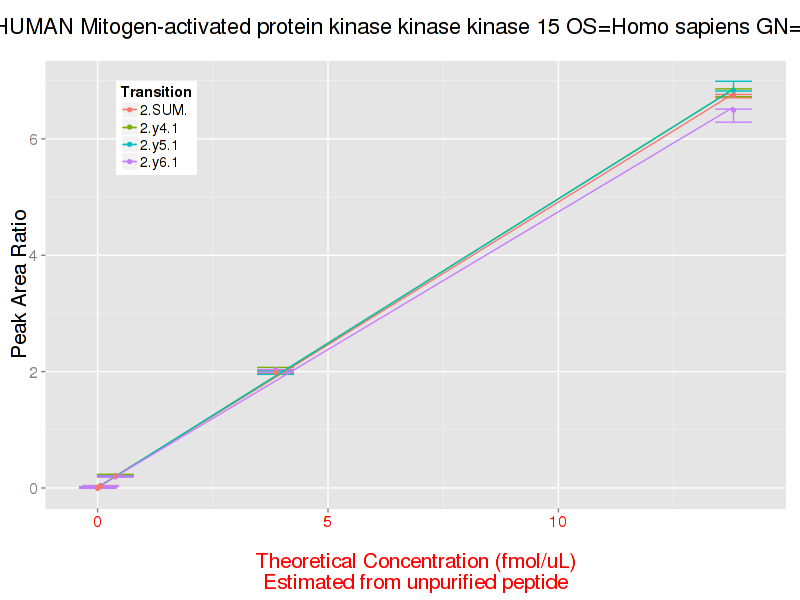 HUMAN Mitogen-activated protein kinase kinase kinase 15 OS=Homo sapiens GN=
Transition
2.SUM.
2.y4.1
2.y5.1
2.y6.1
Peak Area Ratio
6
4
2
0
0 5 10
Theoretical Concentration (fmol/uL)
Estimated from unpurified peptide